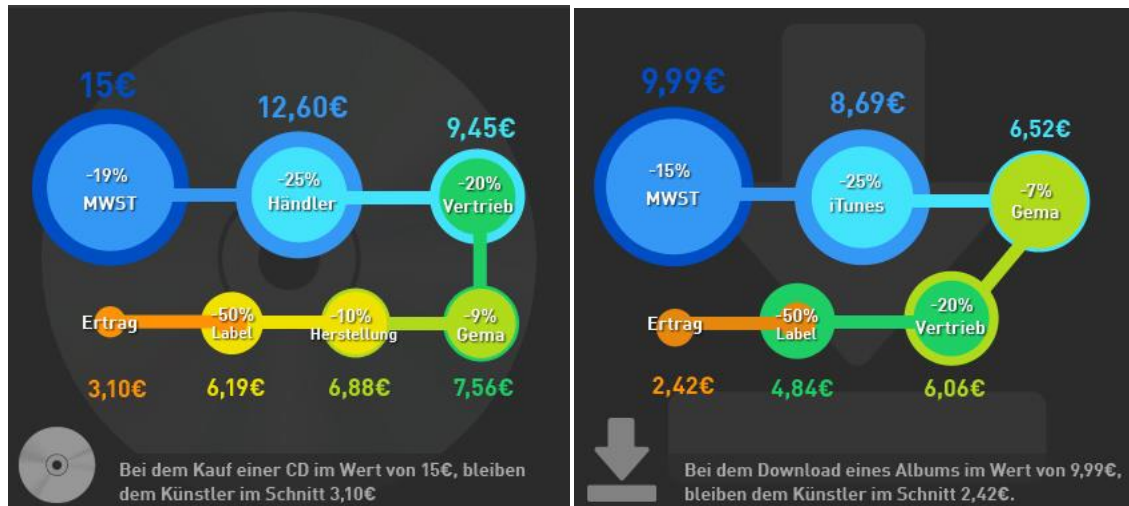 15€
12,60€
9,45€
-19%
MWST
-25%
Händler
-20%
Vertrieb
Ertrag
-50%
Label
-10%
Herstellung
-9%
Gema
3,10€
6,19€
6,88€
7,56€
Bei dem Kauf einer CD im Wert von 15€, bleiben
dem Künstler im Schnitt 3,10€
9,99€
8,69€
6,52€
-15%
MWST
-25%
iTunes
-7%
Gema
Ertrag
-50%
Label
-20%
Vertrieb
2,42€
4,84€
6,06€
Bei dem Download eines Albums im Wert von 9,99€,
bleiben dem Künstler im Schnitt 2,42€.